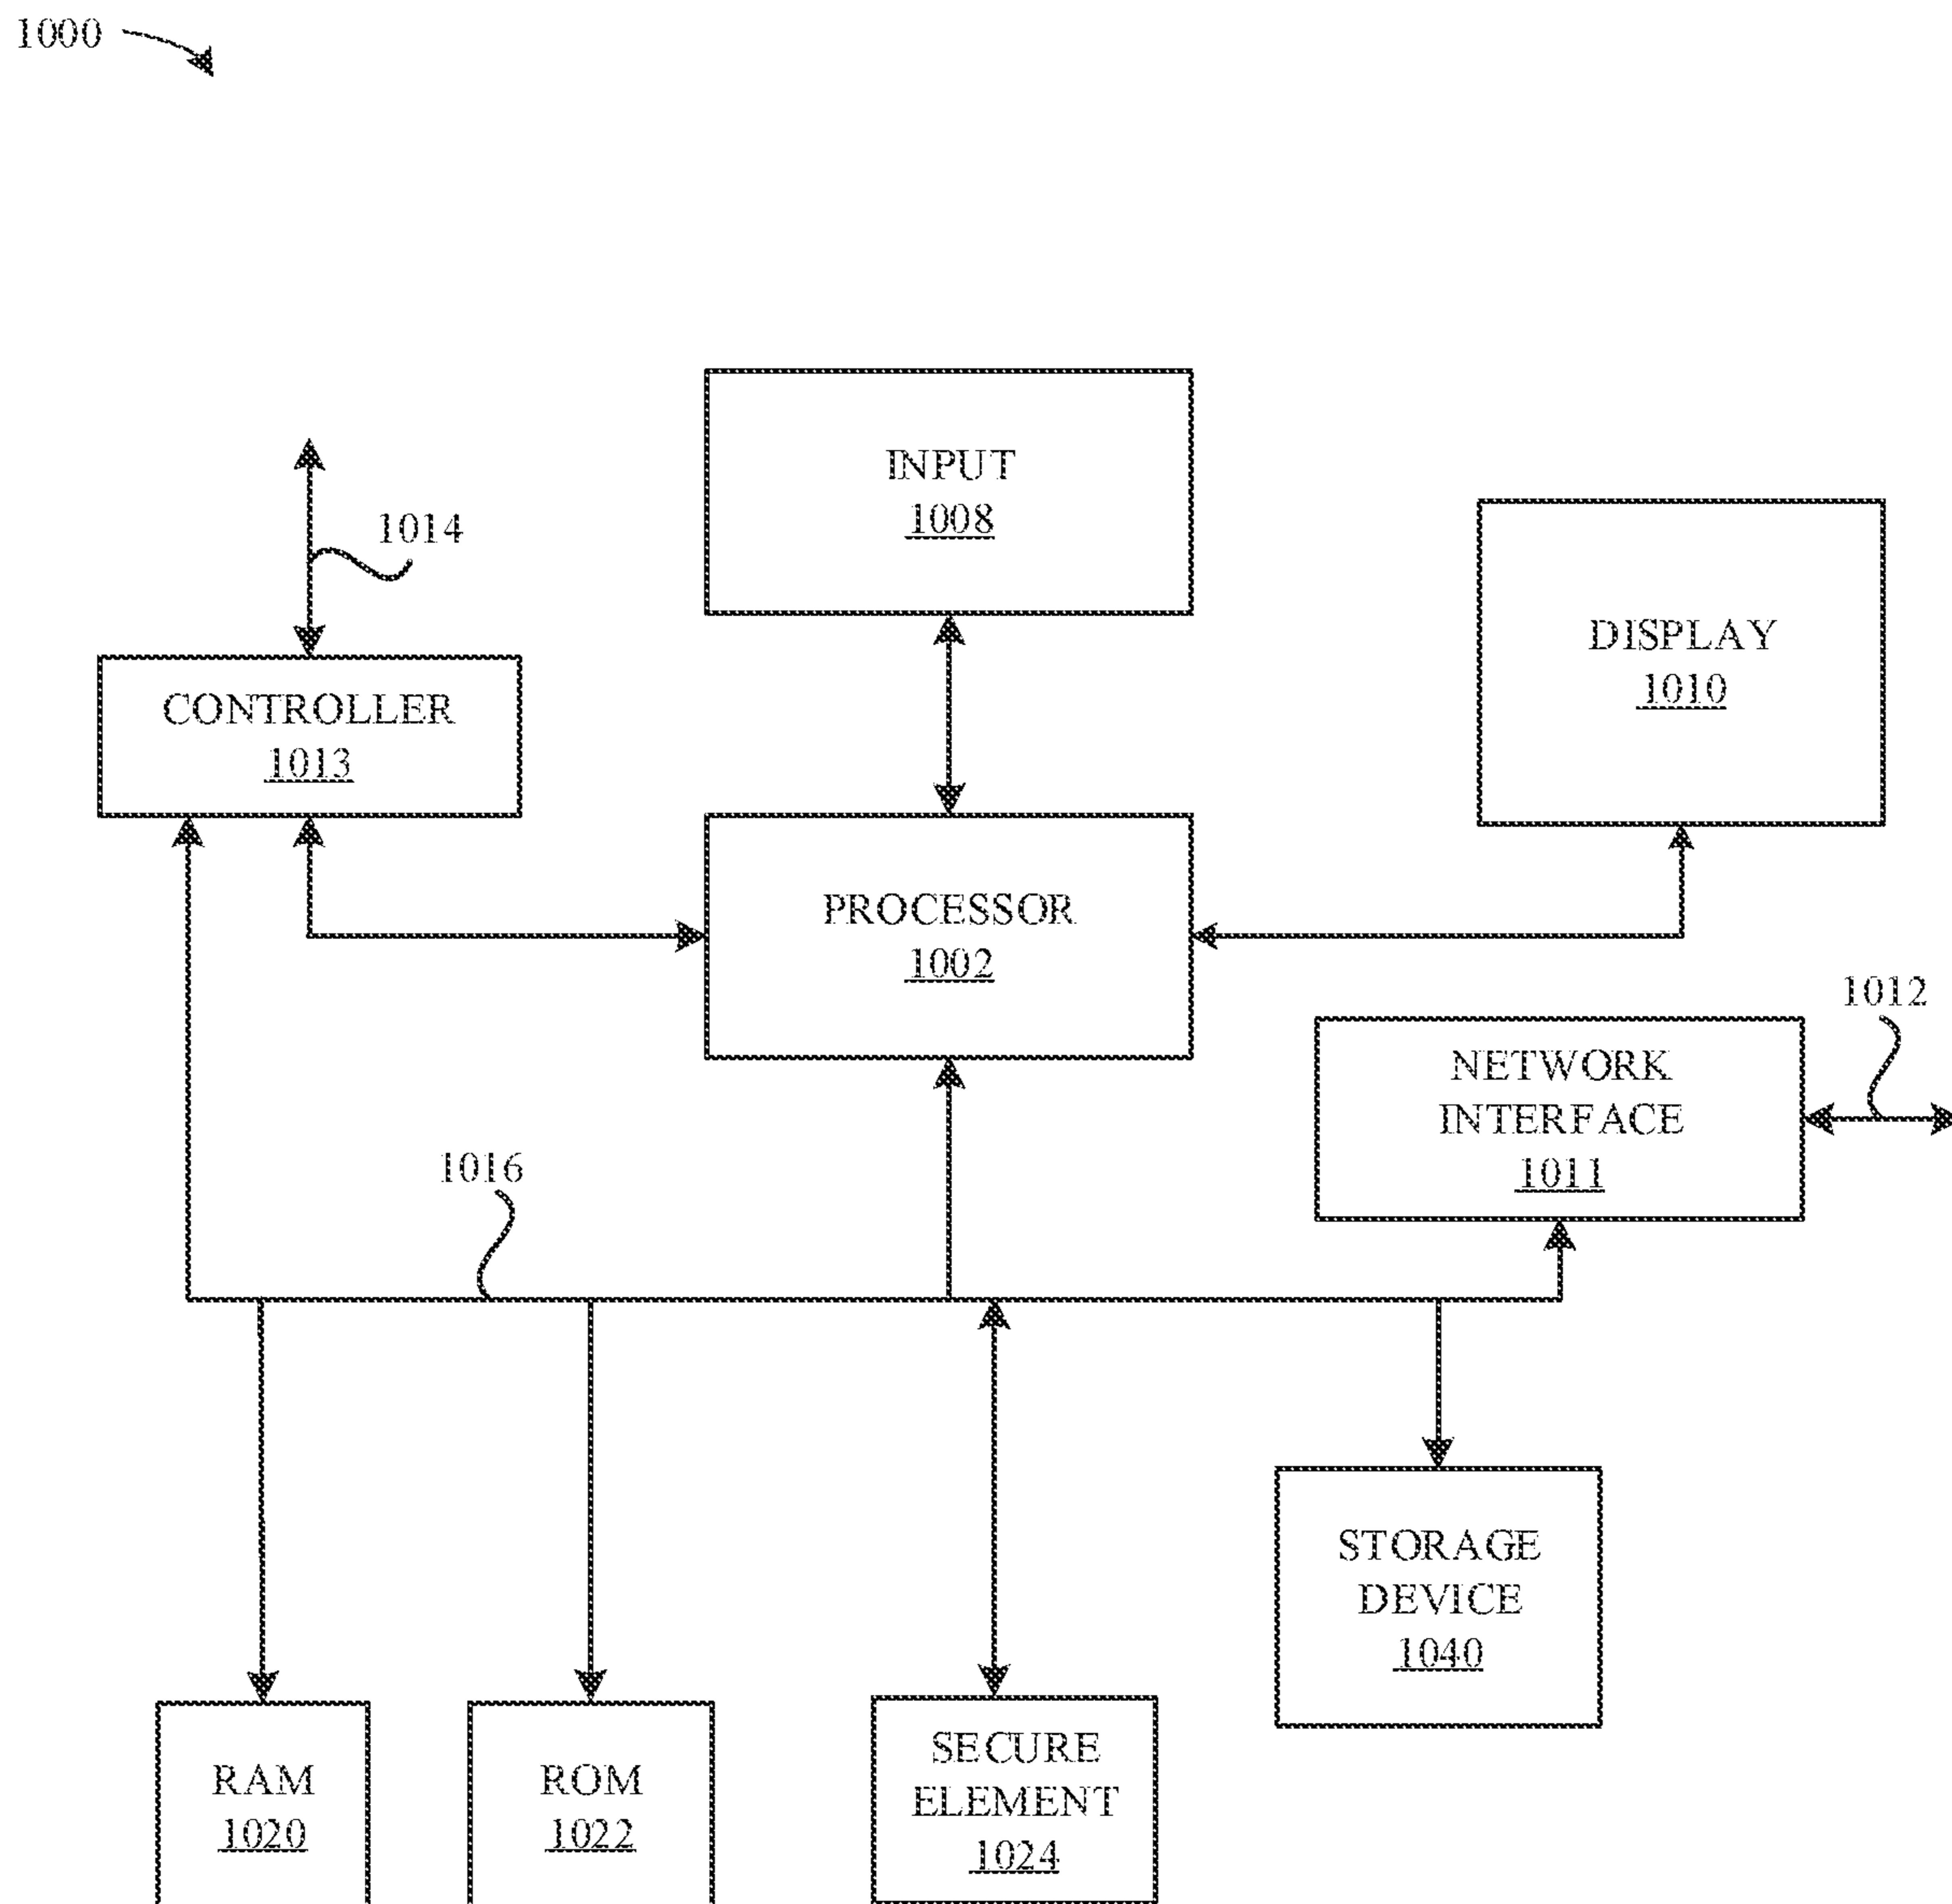 1000
INPUT
1008
1014
DISPLAY
1010
CONTROLLER
1013
PROCESSOR
1002
1012
NETWORK
INTERFACE
1011
1016
STORAGE
DEVICE
1040
RAM
1020
ROM
1022
SECURE
ELEMENT
1024